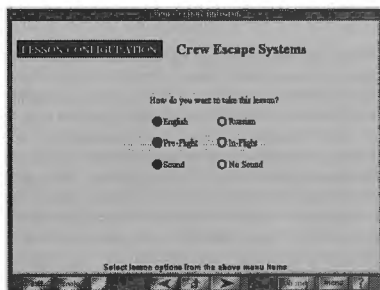 LESSON CONFIGURATION
Crew Escape Systems
How do you want to take this lesson?
English Russian
Pre-Flight In-Flight
Sound No Sound
Select lesson options from the above menu items
menu ?